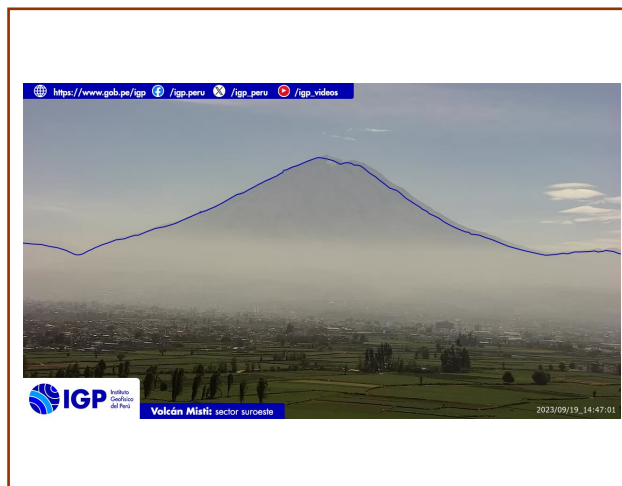 https://www.gob.pe/igp /igp.peru /igp_peru /igp_videos
IGP
Instituto
Geofísico
del Perú
Volcán Misti: sector suroeste
2023/09/19_14:47:01